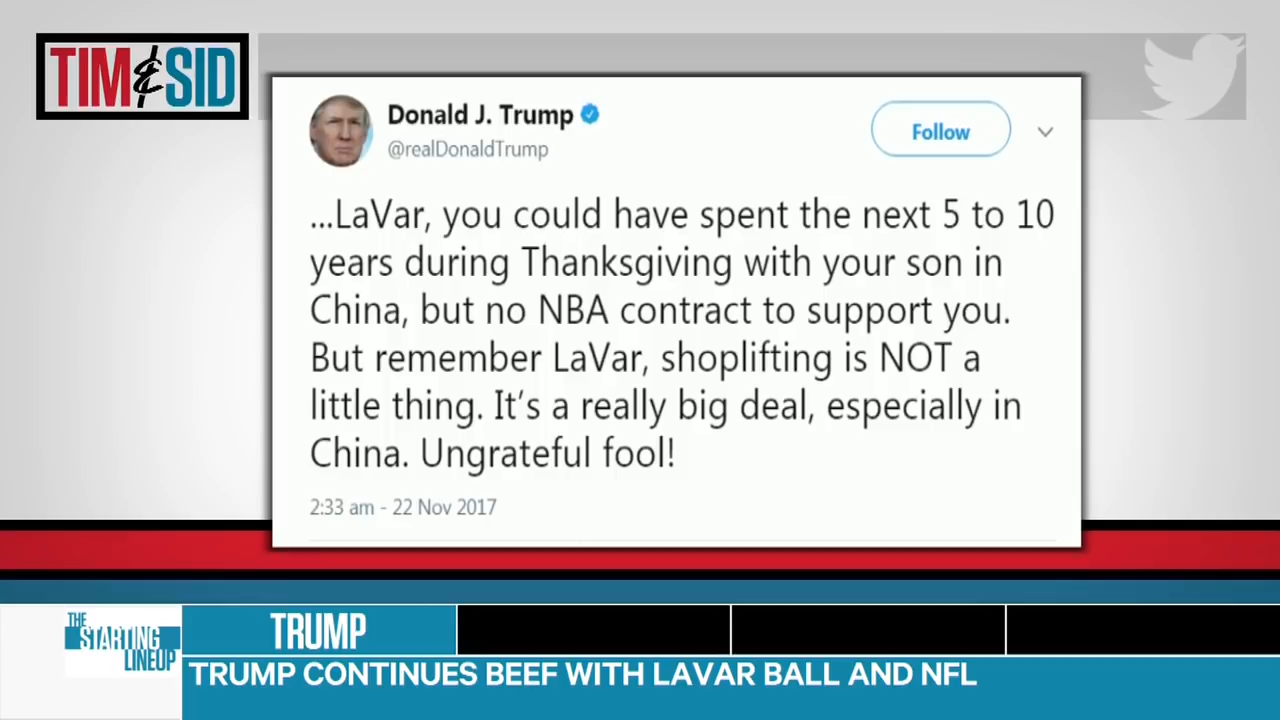 TIM & SID
Donald J. Trump
@realDonaldTrump
Follow
...LaVar, you could have spent the next 5 to 10
years during Thanksgiving with your son in
China, but no NBA contract to support you.
But remember LaVar, shoplifting is NOT a
little thing. It's a really big deal, especially in
China. Ungrateful fool!
2:33 am - 22 Nov 2017
THE
STARTING
LINEUP
TRUMP
TRUMP CONTINUES BEEF WITH LAVAR BALL AND NFL